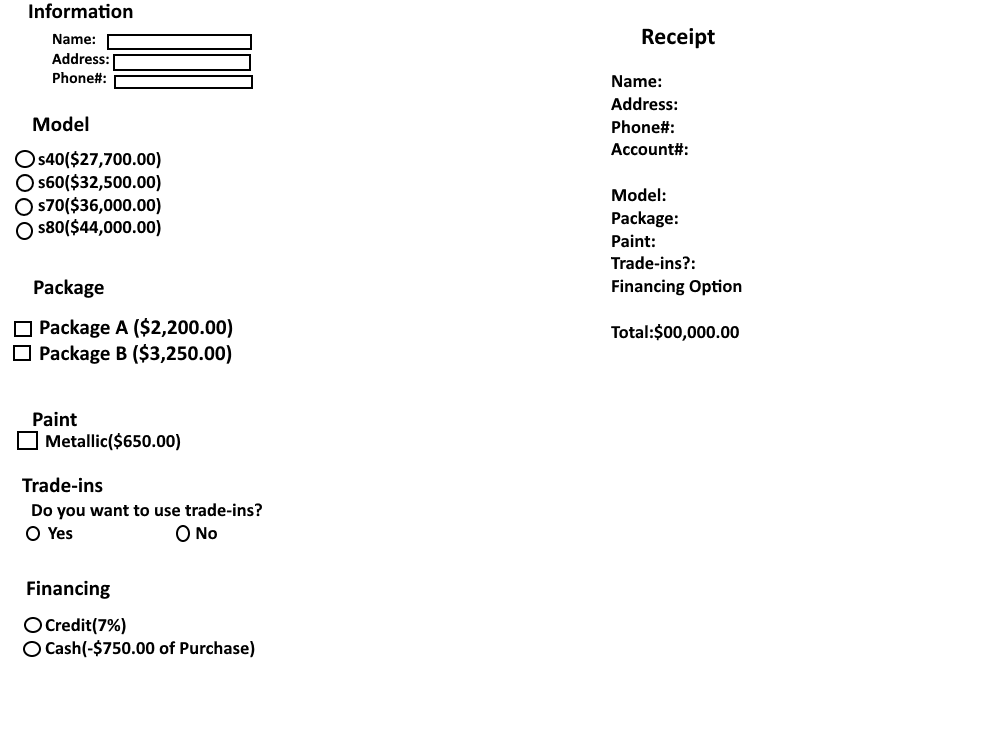 Information
Name:
Address:
Phone#:
Model
s40($27,700.00)
s60($32,500.00)
s70($36,000.00)
s80($44,000.00)
Package
Package A ($2,200.00)
Package B ($3,250.00)
Paint
Metallic($650.00)
Trade-ins
Do you want to use trade-ins?
Yes No
Financing
Credit(7%)
Cash(-$750.00 of Purchase)
Receipt
Name:
Address:
Phone#:
Account#:
Model:
Package:
Paint:
Trade-ins?:
Financing Option
Total:$00,000.00